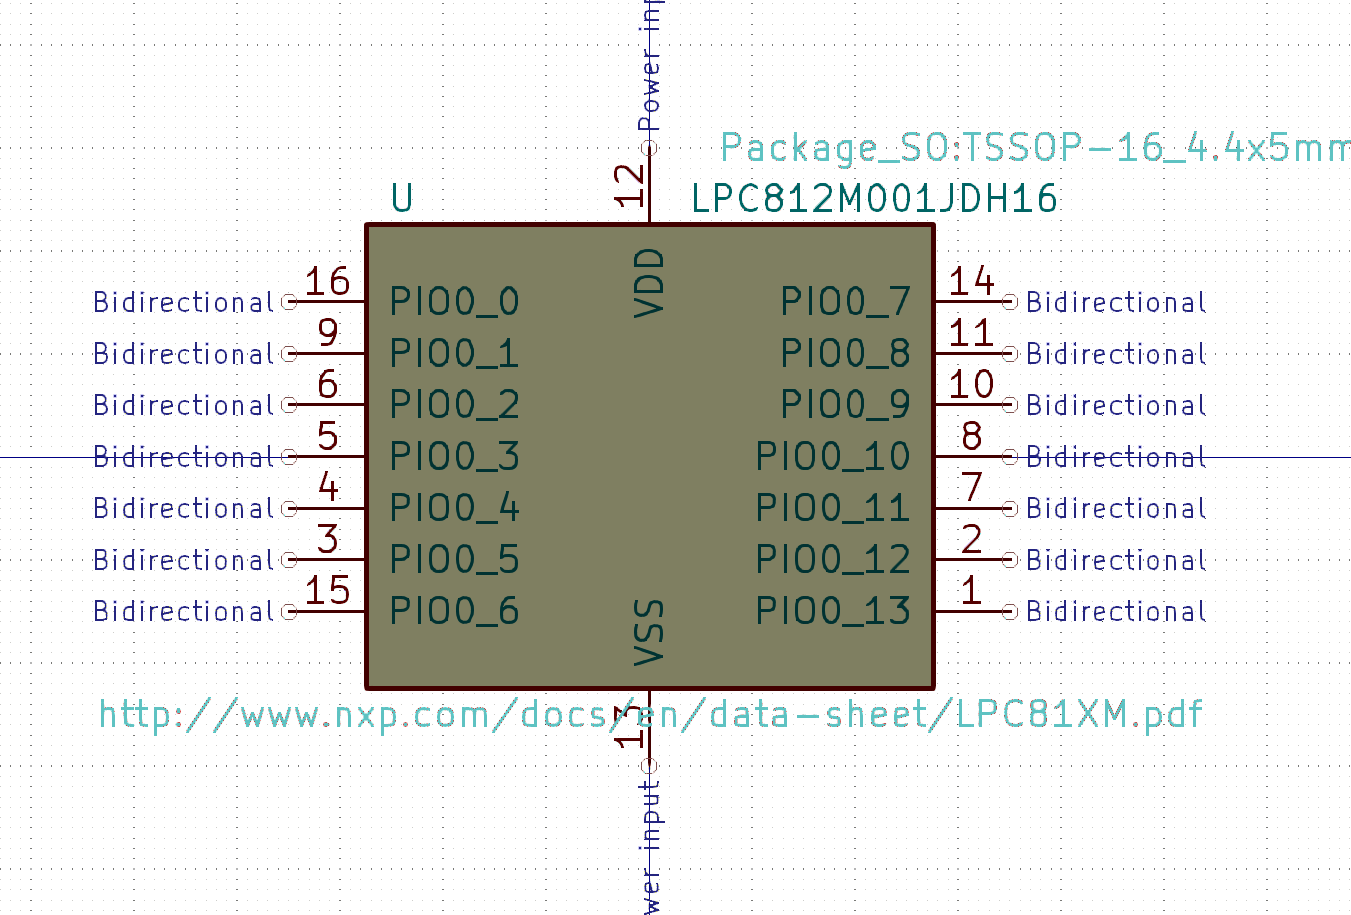 Power inp
Package_SO:TSSOP-16_4.4x5mm
12
U
LPC812M001JDH16
VDD
Bidirectional 16 PIO0_0 PIO0_7 14 Bidirectional
Bidirectional 9 PIO0_1 PIO0_8 11 Bidirectional
Bidirectional 6 PIO0_2 PIO0_9 10 Bidirectional
Bidirectional 5 PIO0_3 PIO0_10 8 Bidirectional
Bidirectional 4 PIO0_4 PIO0_11 7 Bidirectional
Bidirectional 3 PIO0_5 PIO0_12 2 Bidirectional
Bidirectional 15 PIO0_6 PIO0_13 1 Bidirectional
VSS
http://www.nxp.com/docs/en/data-sheet/LPC81XM.pdf
13
wer input